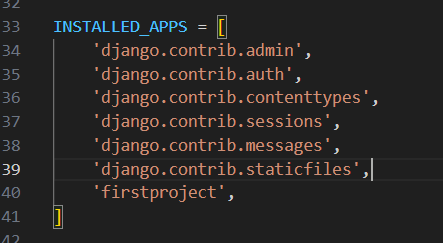 32
33 INSTALLED_APPS = [
34     'django.contrib.admin',
35     'django.contrib.auth',
36     'django.contrib.contenttypes',
37     'django.contrib.sessions',
38     'django.contrib.messages',
39     'django.contrib.staticfiles',
40     'firstproject',
41 ]
42